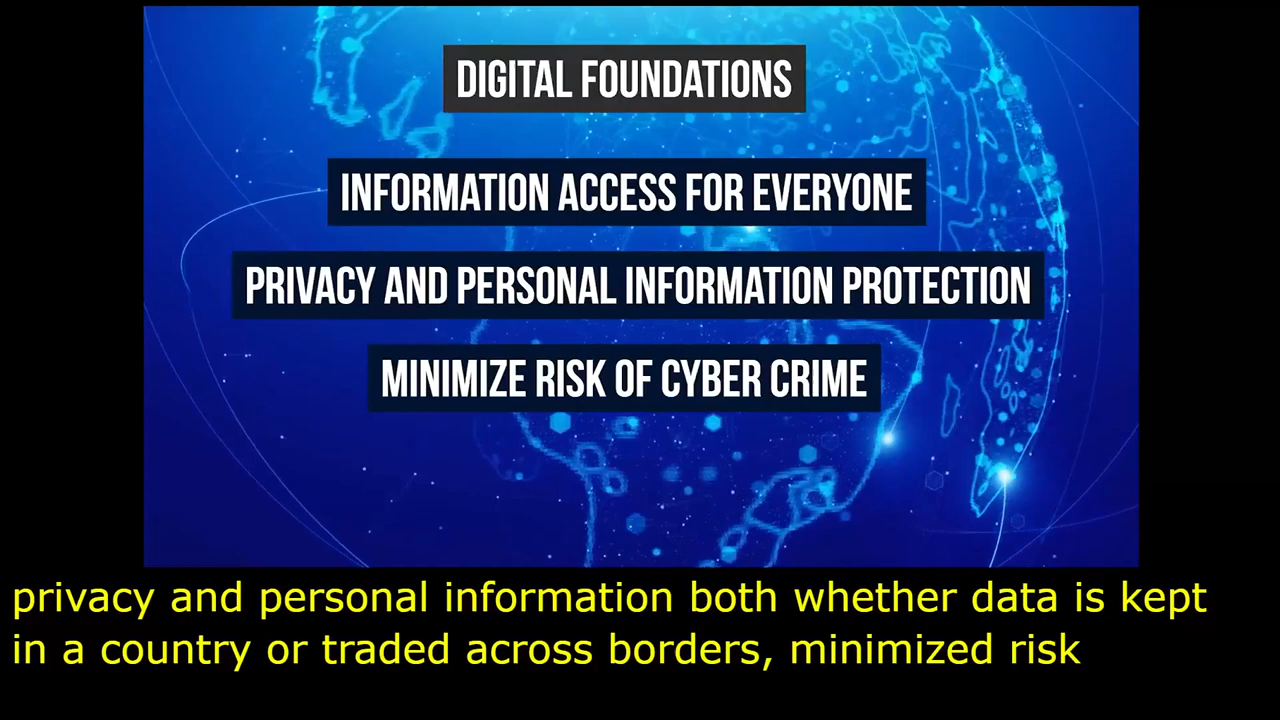 DIGITAL FOUNDATIONS
INFORMATION ACCESS FOR EVERYONE
PRIVACY AND PERSONAL INFORMATION PROTECTION
MINIMIZE RISK OF CYBER CRIME
privacy and personal information both whether data is kept
in a country or traded across borders, minimized risk